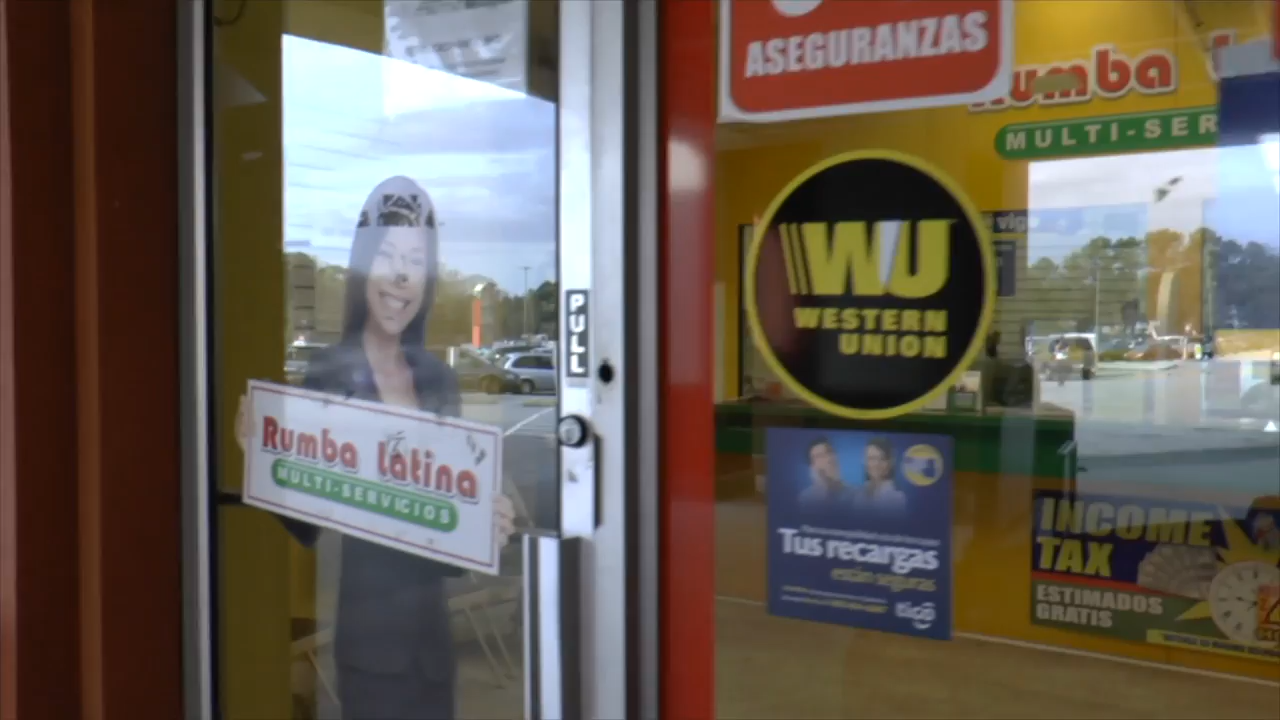 ASEGURANZAS
Rumba
MULTI-SER
WU
WESTERN
UNION
PULL
Rumba Latina
MULTI-SERVICIOS
Tus recargas
están seguras
tigo
INCOME
TAX
ESTIMADOS
GRATIS